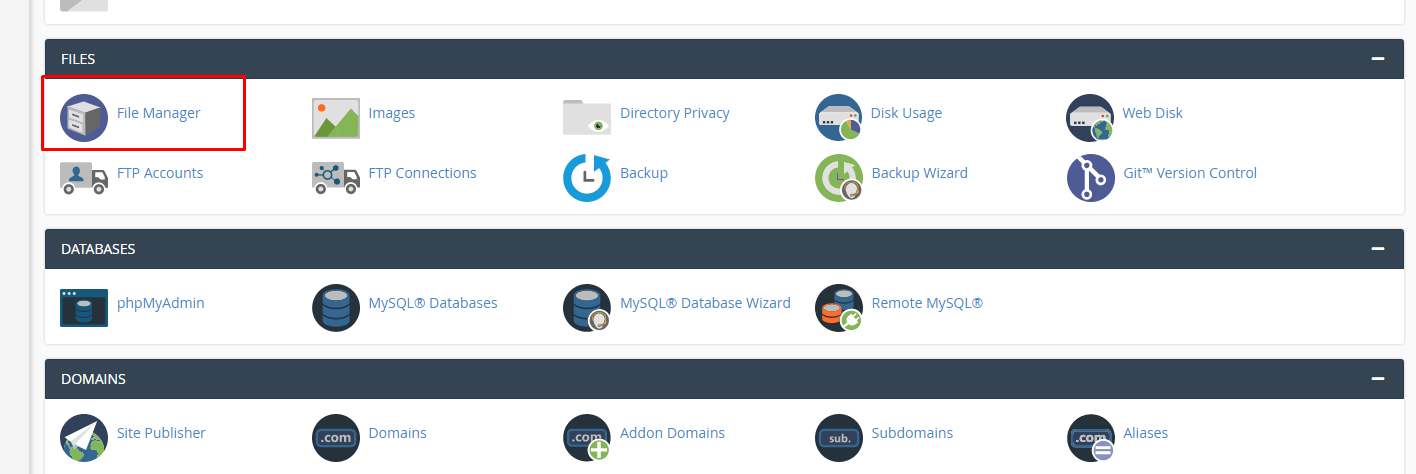 FILES
File Manager
Images
Directory Privacy
Disk Usage
Web Disk
FTP Accounts
FTP Connections
Backup
Backup Wizard
Git™ Version Control
DATABASES
phpMyAdmin
MySQL® Databases
MySQL® Database Wizard
Remote MySQL®
DOMAINS
Site Publisher
.com
Domains
.com
Addon Domains
sub.
Subdomains
.com
Aliases